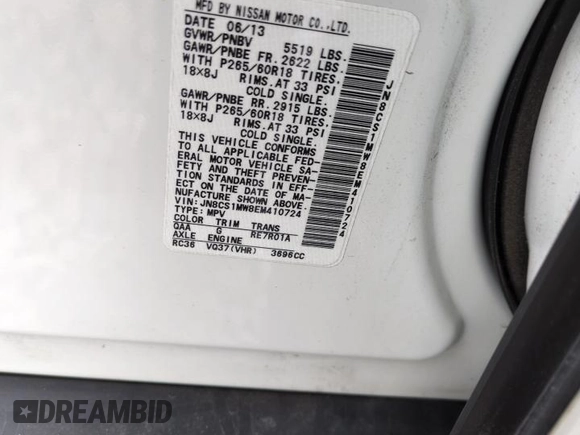 MFD BY NISSAN MOTOR CO.,LTD.
DATE 06/13
GVWR/PNBV 5519 LBS.
GAWR/PNBE FR. 2622 LBS.
WITH P265/60R18 TIRES.
18X8J RIMS.AT 33 PSI
COLD SINGLE.
GAWR/PNBE RR. 2915 LBS.
WITH P265/60R18 TIRES.
18X8J RIMS.AT 33 PSI
COLD SINGLE.
THIS VEHICLE CONFORMS
TO ALL APPLICABLE FED-
ERAL MOTOR VEHICLE SA-
FETY AND THEFT PREVEN-
TION STANDARDS IN EFF-
ECT ON THE DATE OF MA-
NUFACTURE SHOWN ABOVE.
VIN: JN8CS1MW8EM410724
TYPE: MPV
COLOR TRIM TRANS
QAA G RE7R01A
AXLE ENGINE
RC36 VQ37(VHR) 3696CC
JN8CS1MW8EM410724
DREAMBID